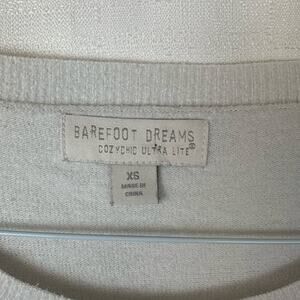 BAREFOOT DREAMS®
COZYCHIC ULTRA LITE
XS
MADE IN
CHINA